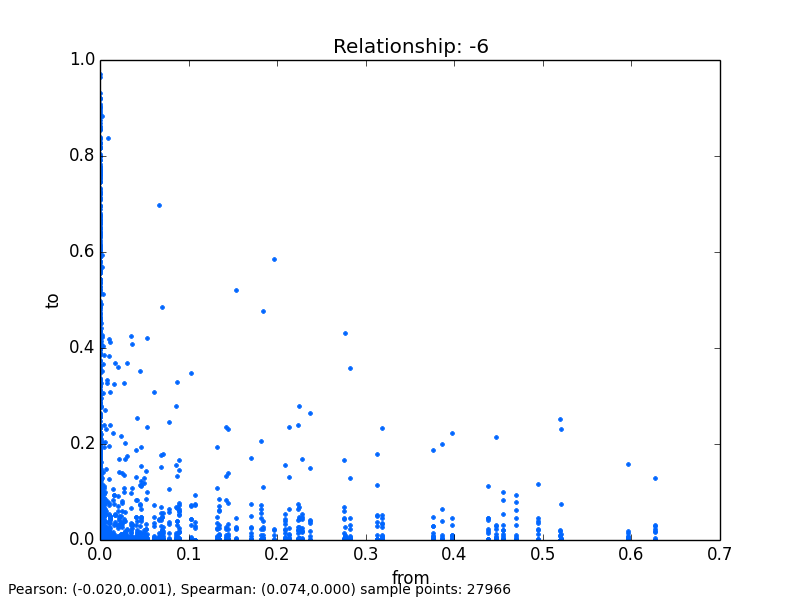 Relationship: -6
1.0
0.8
0.6
0.4
0.2
0.0
to
0.0 0.1 0.2 0.3 0.4 0.5 0.6 0.7
from
Pearson: (-0.020,0.001), Spearman: (0.074,0.000) sample points: 27966